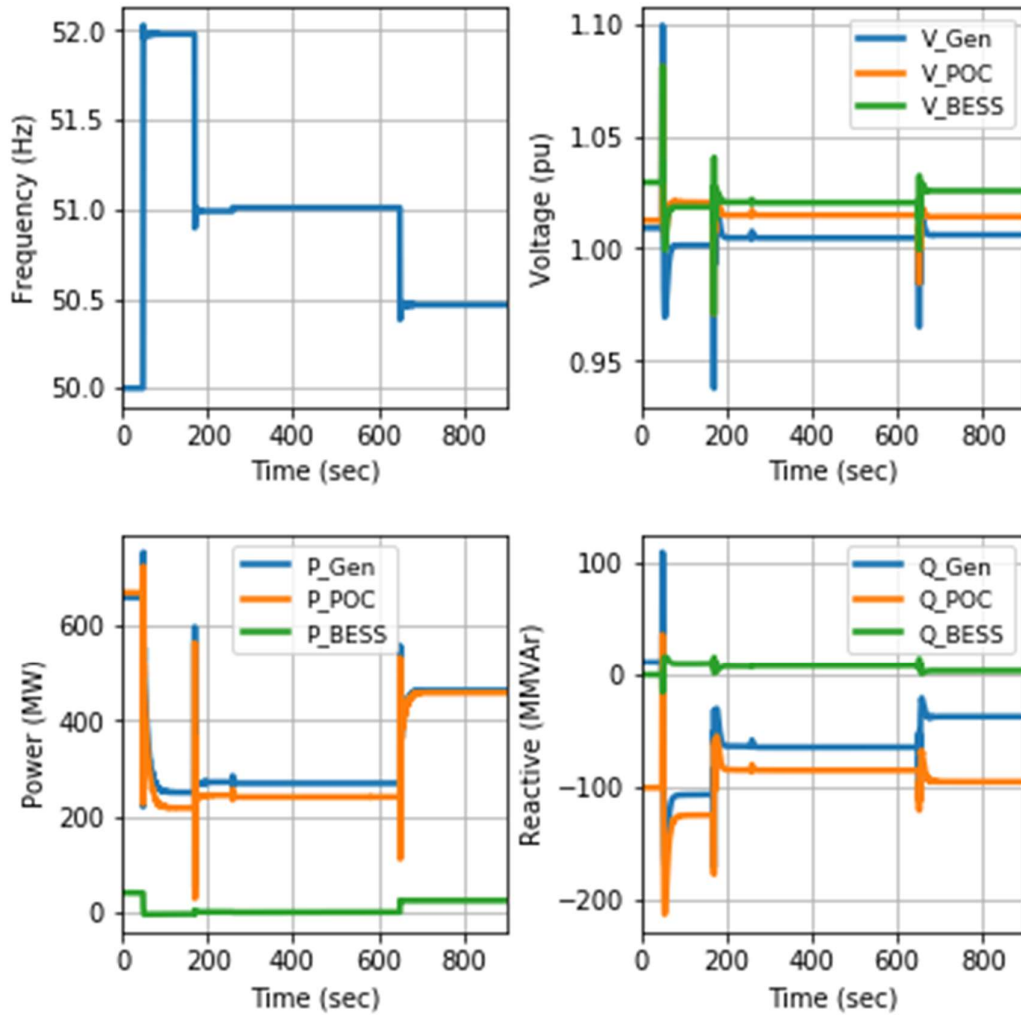 52.0
51.5
51.0
50.5
50.0
Frequency (Hz)
0 200 400 600 800
Time (sec)
1.10
1.05
1.00
0.95
Voltage (pu)
V_Gen
V_POC
V_BESS
0 200 400 600 800
Time (sec)
600
400
200
0
Power (MW)
P_Gen
P_POC
P_BESS
0 200 400 600 800
Time (sec)
100
0
−100
−200
Reactive (MMVAr)
Q_Gen
Q_POC
Q_BESS
0 200 400 600 800
Time (sec)